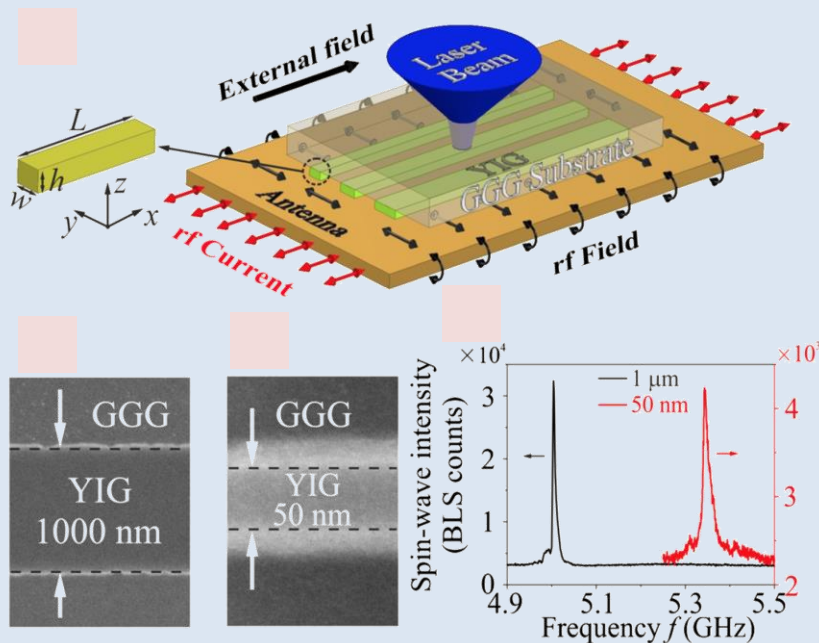 External field
Laser
Beam
L
YIG
GGG Substrate
w
h
z
y
x
Antenna
rf Current
rf Field
GGG
YIG
1000 nm
GGG
YIG
50 nm
×10⁴
×10³
1 µm
50 nm
Spin-wave intensity
(BLS counts)
3
2
1
0
4
3
2
4.9
5.1
5.3
5.5
Frequency f (GHz)